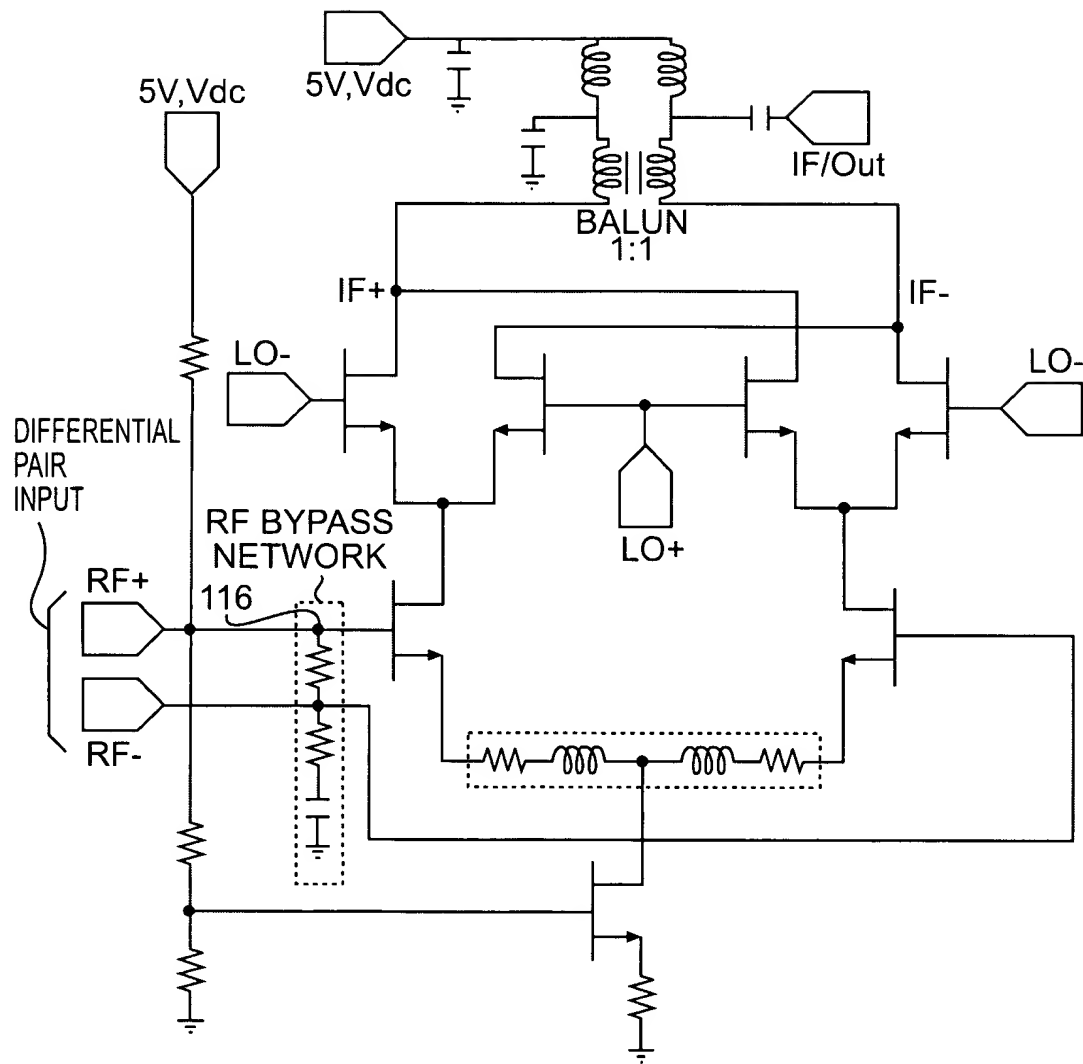 5V,Vdc
5V,Vdc
IF/Out
BALUN
1:1
IF+
IF-
LO-
LO-
DIFFERENTIAL
PAIR
INPUT
LO+
RF BYPASS
NETWORK
RF+
116
RF-